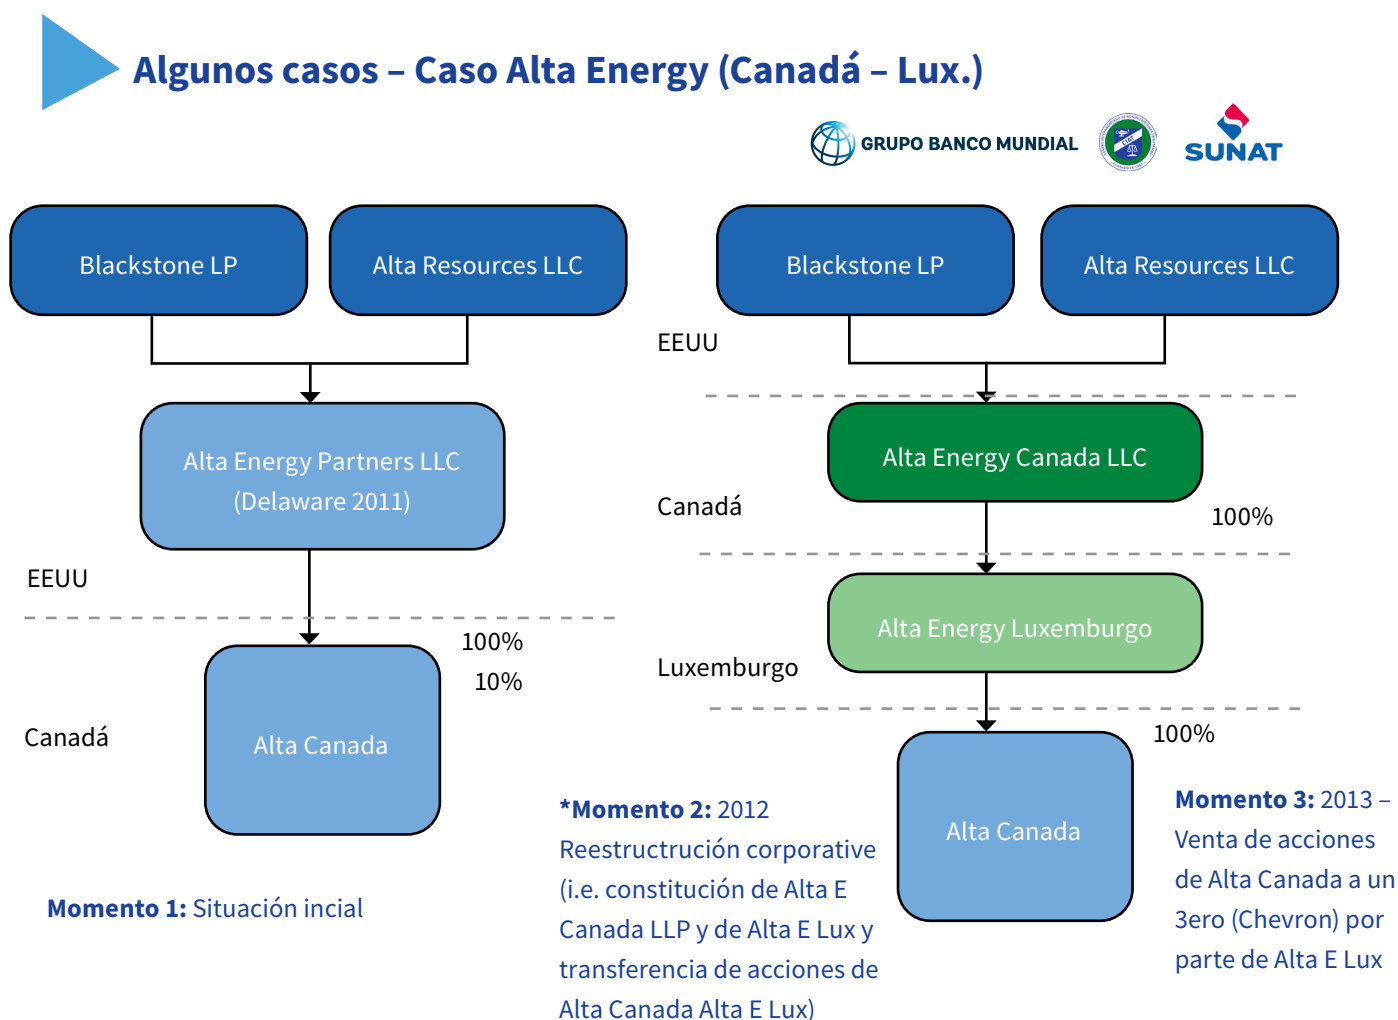 Algunos casos – Caso Alta Energy (Canadá – Lux.)
GRUPO BANCO MUNDIAL
CIAT
SUNAT
Blackstone LP
Alta Resources LLC
Alta Energy Partners LLC
(Delaware 2011)
EEUU
100%
10%
Canadá
Alta Canada
Momento 1: Situación incial
Blackstone LP
Alta Resources LLC
EEUU
Alta Energy Canada LLC
Canadá
100%
Alta Energy Luxemburgo
Luxemburgo
100%
Alta Canada
*Momento 2: 2012
Reestructrución corporative
(i.e. constitución de Alta E
Canada LLP y de Alta E Lux y
transferencia de acciones de
Alta Canada Alta E Lux)
Momento 3: 2013 –
Venta de acciones
de Alta Canada a un
3ero (Chevron) por
parte de Alta E Lux